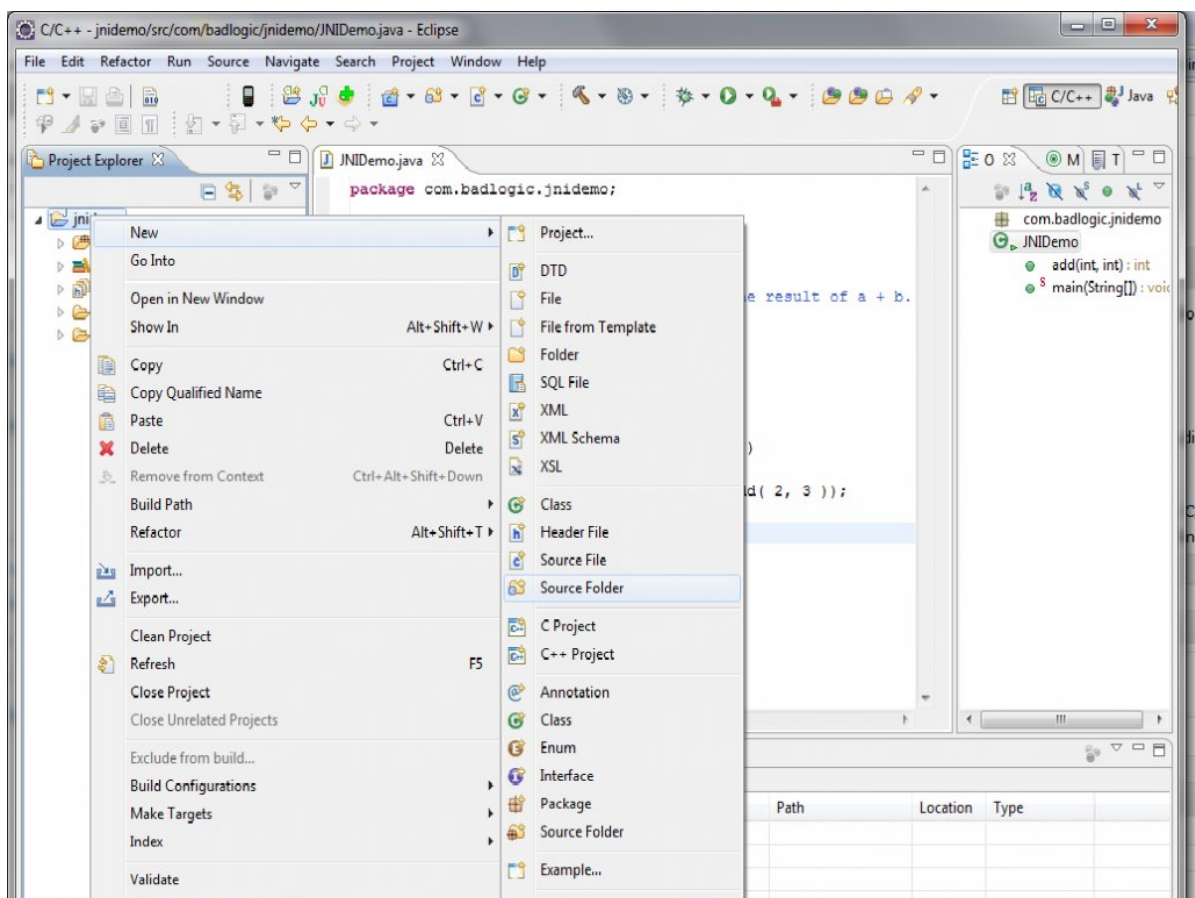 C/C++ - jnidemo/src/com/badlogic/jnidemo/JNIDemo.java - Eclipse
File Edit Refactor Run Source Navigate Search Project Window Help
C/C++ Java
Project Explorer
JNIDemo.java
O M T
package com.badlogic.jnidemo;
com.badlogic.jnidemo
JNIDemo
add(int, int) : int
main(String[]) : voi
result of a + b.
( 2, 3 ));
New
Go Into
Open in New Window
Show In Alt+Shift+W
Copy Ctrl+C
Copy Qualified Name
Paste Ctrl+V
Delete Delete
Remove from Context Ctrl+Alt+Shift+Down
Build Path
Refactor Alt+Shift+T
Import...
Export...
Clean Project
Refresh F5
Close Project
Close Unrelated Projects
Exclude from build...
Build Configurations
Make Targets
Index
Validate
Project...
DTD
File
File from Template
Folder
SQL File
XML
XML Schema
XSL
Class
Header File
Source File
Source Folder
C Project
C++ Project
Annotation
Class
Enum
Interface
Package
Source Folder
Example...
Path Location Type